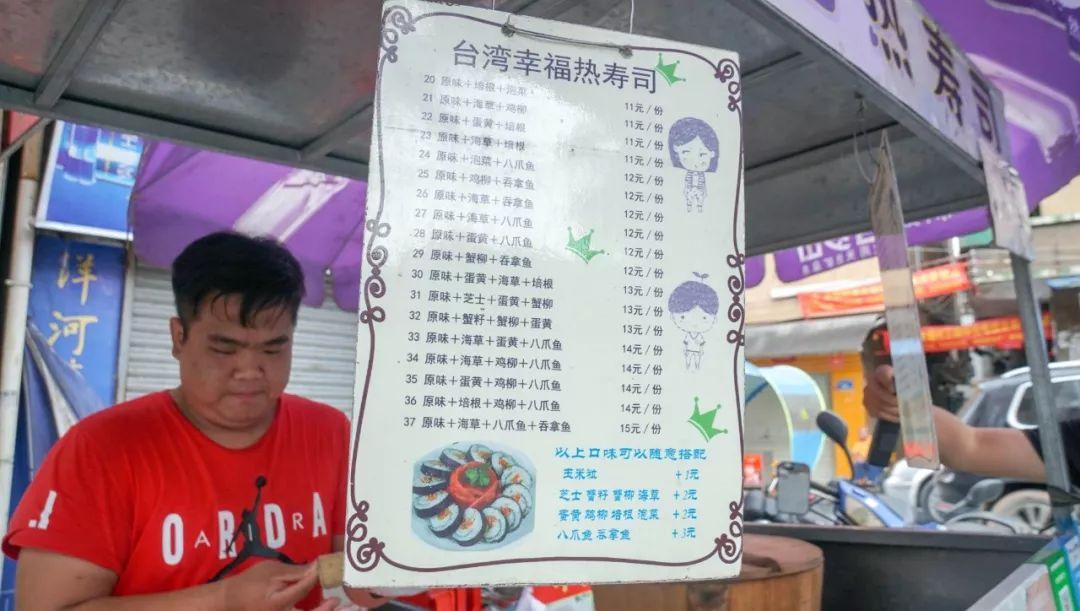 台湾幸福热寿司
20 原味＋培根＋泡菜 11元／份
21 原味＋海草＋鸡柳 11元／份
22 原味＋蛋黄＋培根 11元／份
23 原味＋海草＋培根 11元／份
24 原味＋泡菜＋八爪鱼 12元／份
25 原味＋鸡柳＋吞拿鱼 12元／份
26 原味＋海草＋吞拿鱼 12元／份
27 原味＋海草＋八爪鱼 12元／份
28 原味＋蛋黄＋八爪鱼 12元／份
29 原味＋蟹柳＋吞拿鱼 12元／份
30 原味＋蛋黄＋海草＋培根 13元／份
31 原味＋芝士＋蛋黄＋蟹柳 13元／份
32 原味＋蟹籽＋蟹柳＋蛋黄 13元／份
33 原味＋海草＋蛋黄＋八爪鱼 14元／份
34 原味＋海草＋鸡柳＋八爪鱼 14元／份
35 原味＋蛋黄＋鸡柳＋八爪鱼 14元／份
36 原味＋培根＋鸡柳＋八爪鱼 14元／份
37 原味＋海草＋八爪鱼＋吞拿鱼 15元／份
以上口味可以随意搭配
玉米粒 +1元
芝士 蟹籽 蟹柳 海草 +2元
蛋黄 鸡柳 培根 泡菜 +2元
八爪鱼 吞拿鱼 +3元
热寿司
洋河